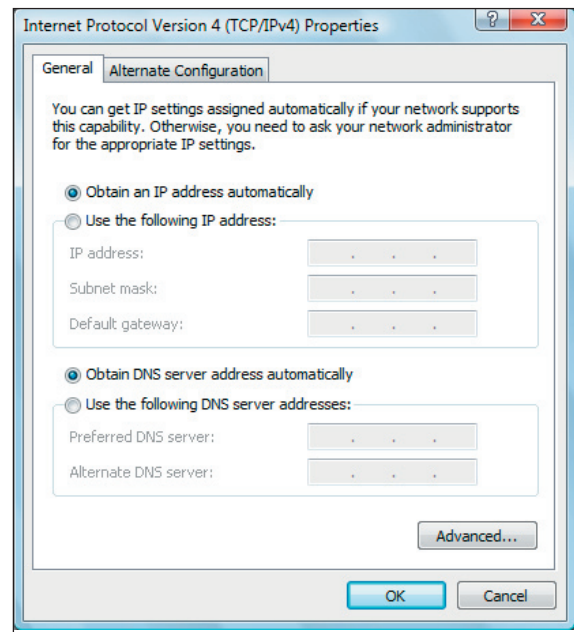 Internet Protocol Version 4 (TCP/IPv4) Properties
?
General
Alternate Configuration
You can get IP settings assigned automatically if your network supports
this capability. Otherwise, you need to ask your network administrator
for the appropriate IP settings.
Obtain an IP address automatically
Use the following IP address:
IP address: . . .
Subnet mask: . . .
Default gateway: . . .
Obtain DNS server address automatically
Use the following DNS server addresses:
Preferred DNS server: . . .
Alternate DNS server: . . .
Advanced...
OK
Cancel